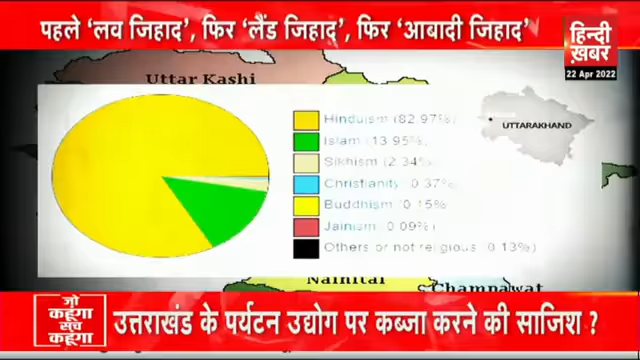 पहले ‘लव जिहाद’, फिर ‘लैंड जिहाद’, फिर ‘आबादी जिहाद’
हिन्दी
ख़बर
22 Apr 2022
Uttar Kashi
Hinduism (82.97%)
Islam (13.95%)
Sikhism (2.34%)
Christianity (0.37%)
Buddhism (0.15%)
Jainism (0.09%)
Others or not religious (0.13%)
UTTARAKHAND
Nainital
Champawat
जो
कहूंगा
सच
कहूंगा
उत्तराखंड के पर्यटन उद्योग पर कब्जा करने की साजिश ?